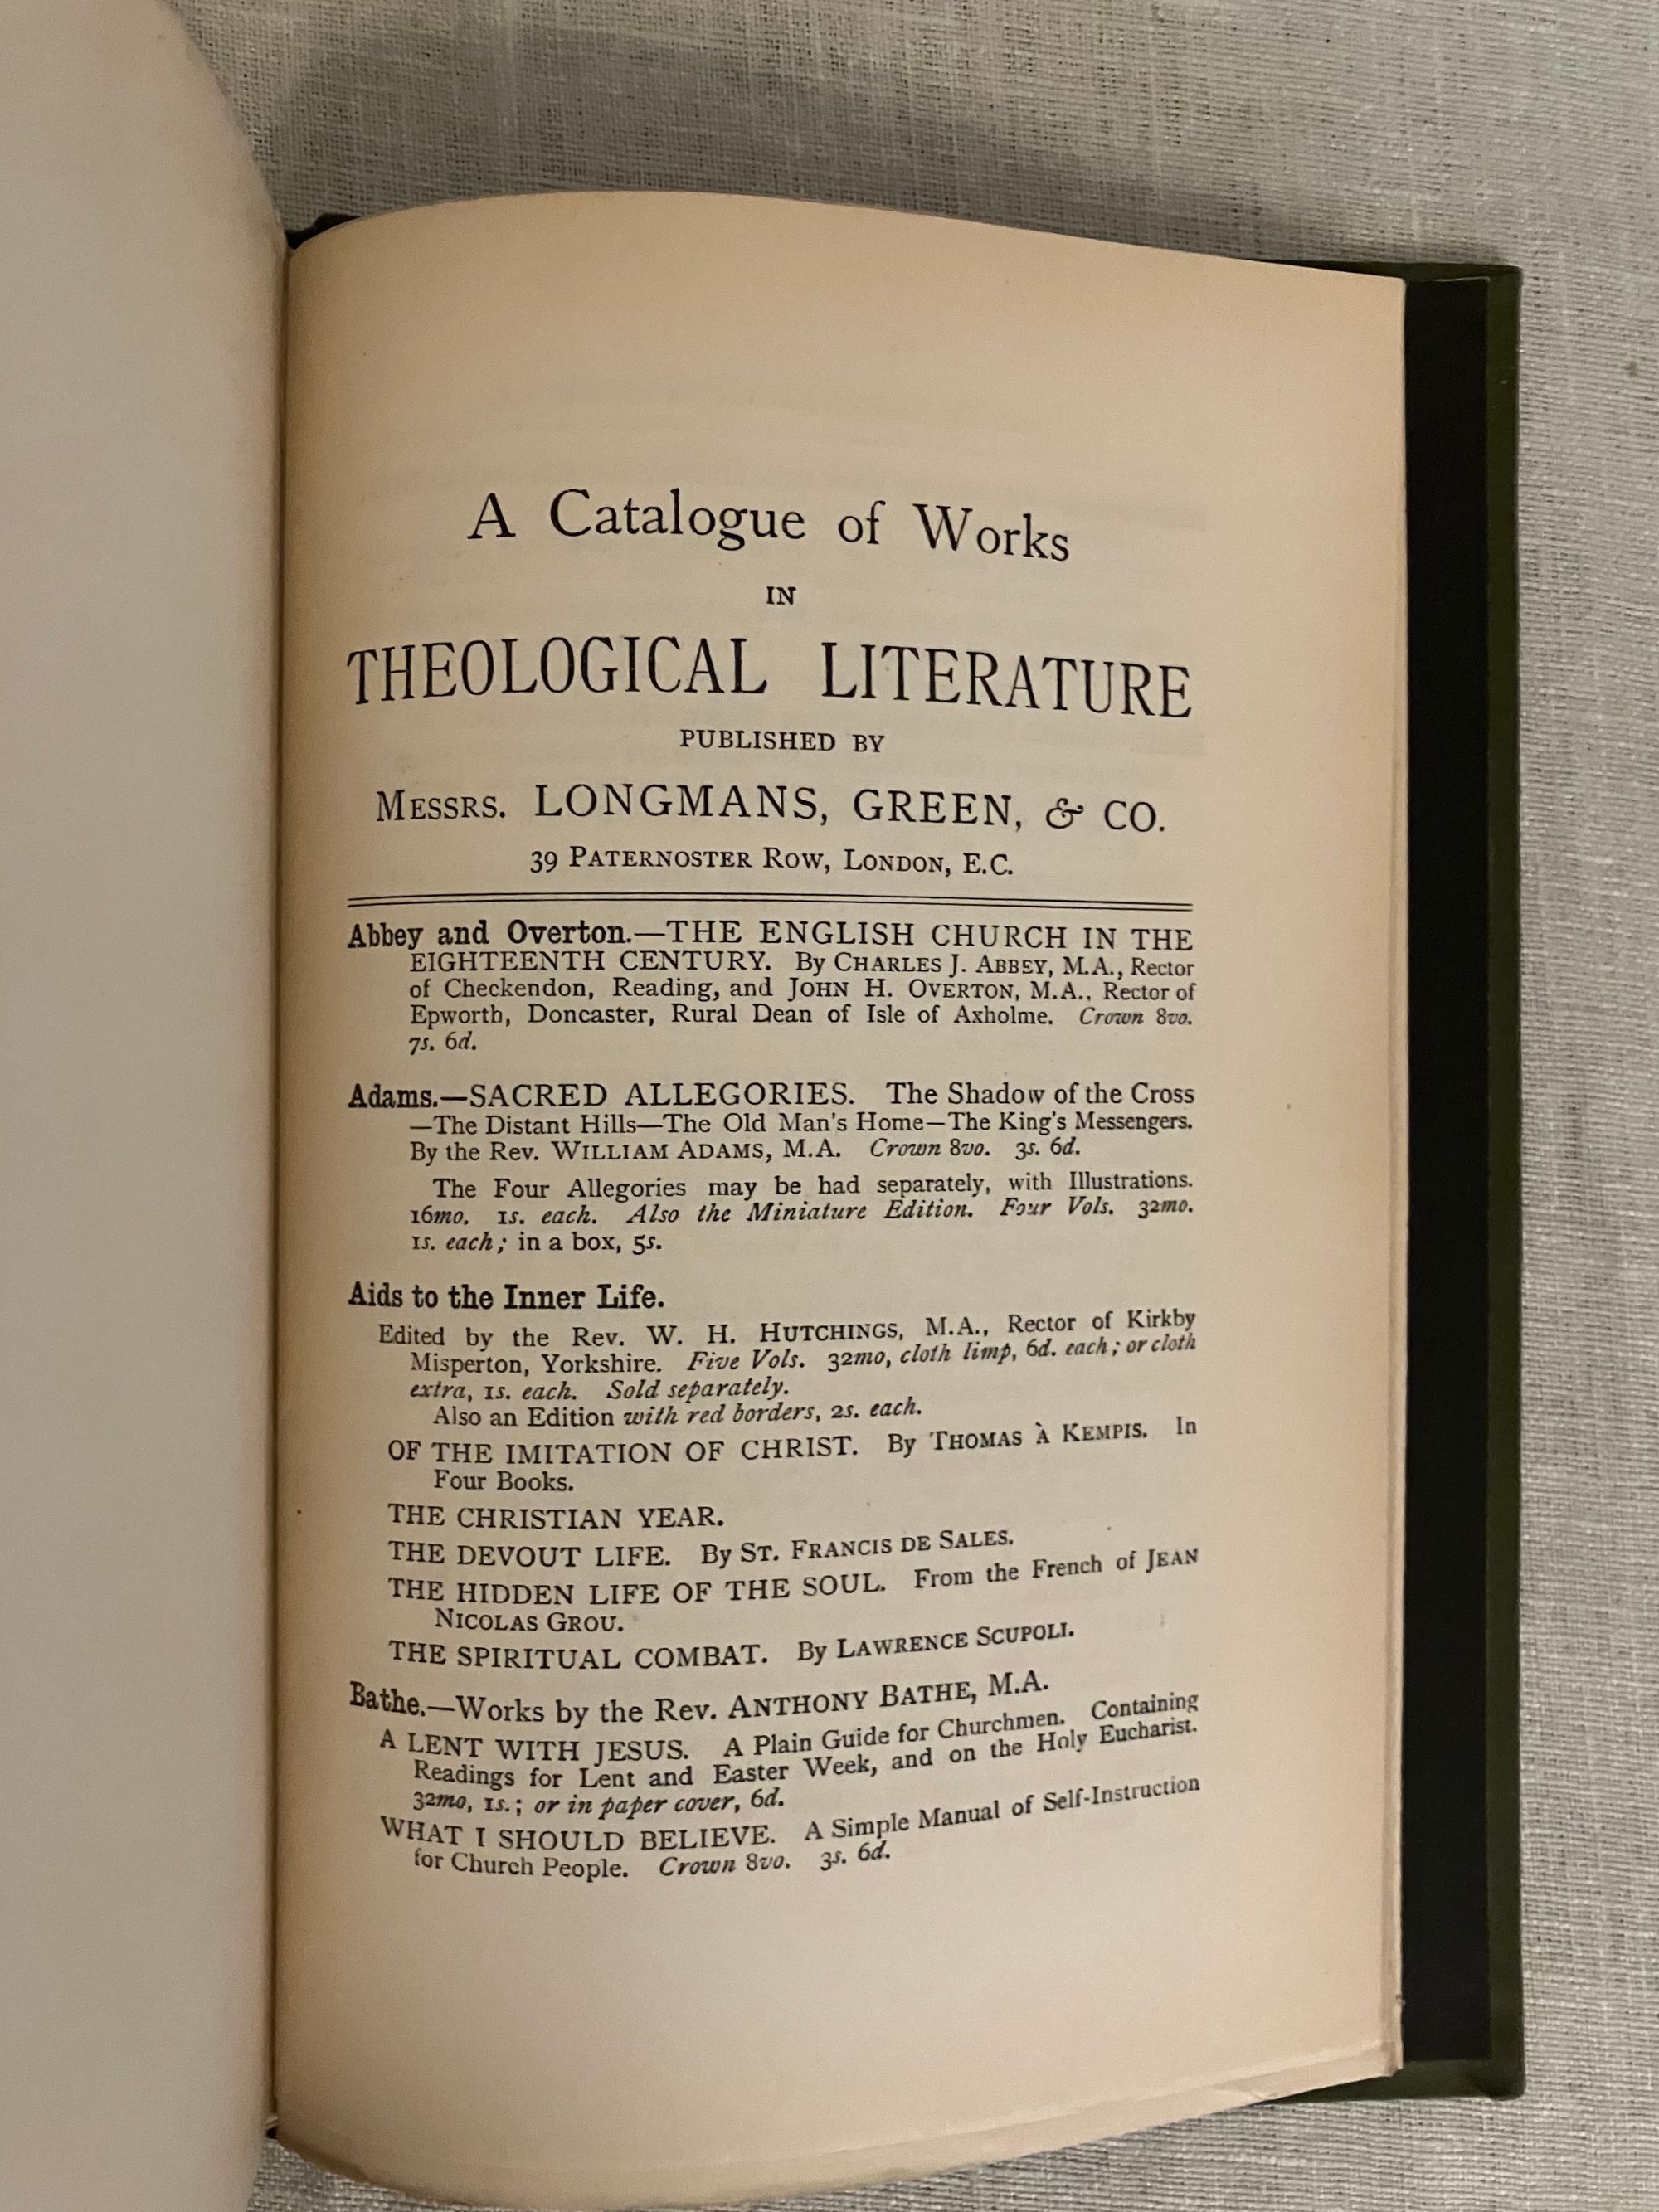 A Catalogue of Works
IN
THEOLOGICAL LITERATURE
PUBLISHED BY
MESSRS. LONGMANS, GREEN, & CO.
39 PATERNOSTER ROW, LONDON, E.C.
Abbey and Overton.—THE ENGLISH CHURCH IN THE
EIGHTEENTH CENTURY. By CHARLES J. ABBEY, M.A., Rector
of Checkendon, Reading, and JOHN H. OVERTON, M.A., Rector of
Epworth, Doncaster, Rural Dean of Isle of Axholme. Crown 8vo.
7s. 6d.
Adams.—SACRED ALLEGORIES. The Shadow of the Cross
—The Distant Hills—The Old Man's Home—The King's Messengers.
By the Rev. WILLIAM ADAMS, M.A. Crown 8vo. 3s. 6d.
The Four Allegories may be had separately, with Illustrations.
16mo. 1s. each. Also the Miniature Edition. Four Vols. 32mo.
1s. each; in a box, 5s.
Aids to the Inner Life.
Edited by the Rev. W. H. HUTCHINGS, M.A., Rector of Kirkby
Misperton, Yorkshire. Five Vols. 32mo, cloth limp, 6d. each; or cloth
extra, 1s. each. Sold separately.
Also an Edition with red borders, 2s. each.
OF THE IMITATION OF CHRIST. By THOMAS À KEMPIS. In
Four Books.
THE CHRISTIAN YEAR.
THE DEVOUT LIFE. By ST. FRANCIS DE SALES.
THE HIDDEN LIFE OF THE SOUL. From the French of JEAN
NICOLAS GROU.
THE SPIRITUAL COMBAT. By LAWRENCE SCUPOLI.
Bathe.—Works by the Rev. ANTHONY BATHE, M.A.
A LENT WITH JESUS. A Plain Guide for Churchmen. Containing
Readings for Lent and Easter Week, and on the Holy Eucharist.
32mo, 1s.; or in paper cover, 6d.
WHAT I SHOULD BELIEVE. A Simple Manual of Self-Instruction
for Church People. Crown 8vo. 3s. 6d.